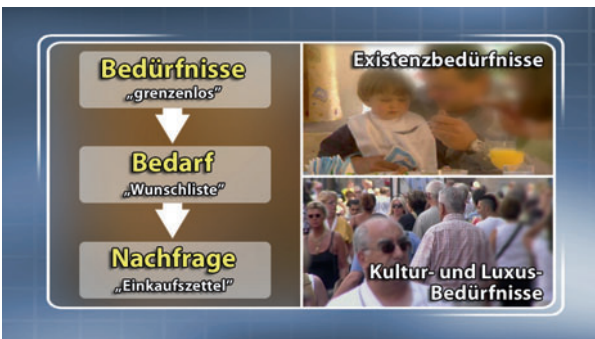 Bedürfnisse
„grenzenlos"
Bedarf
„Wunschliste"
Nachfrage
„Einkaufszettel"
Existenzbedürfnisse
Kultur- und Luxus-
Bedürfnisse